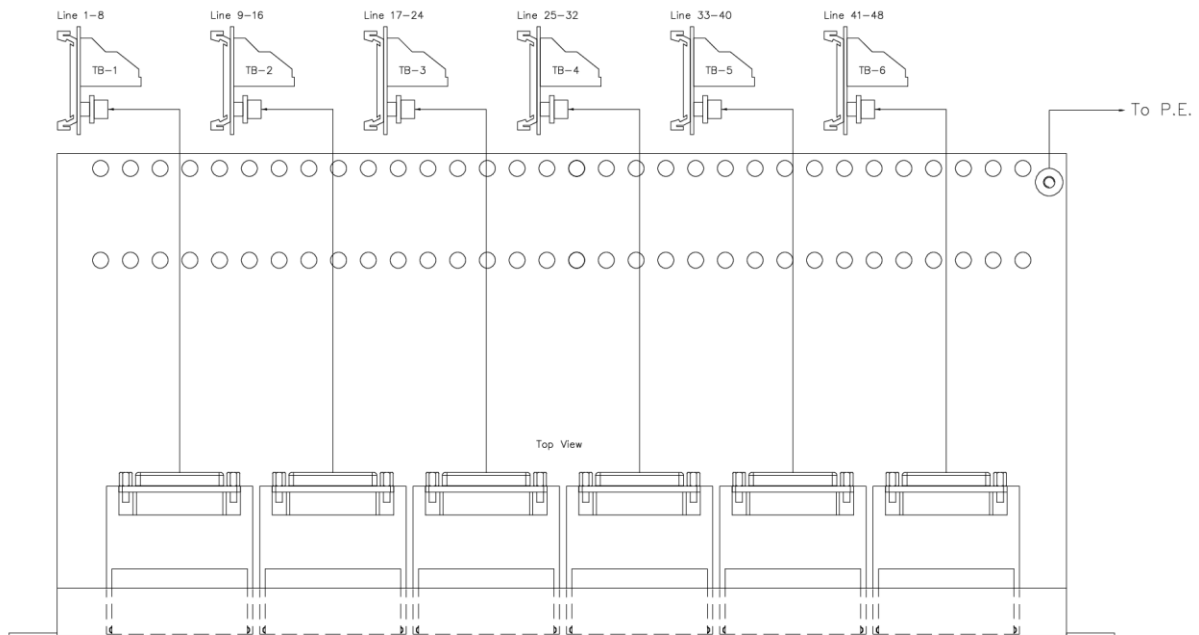 Line 1-8
Line 9-16
Line 17-24
Line 25-32
Line 33-40
Line 41-48
TB-1
TB-2
TB-3
TB-4
TB-5
TB-6
To P.E.
Top View